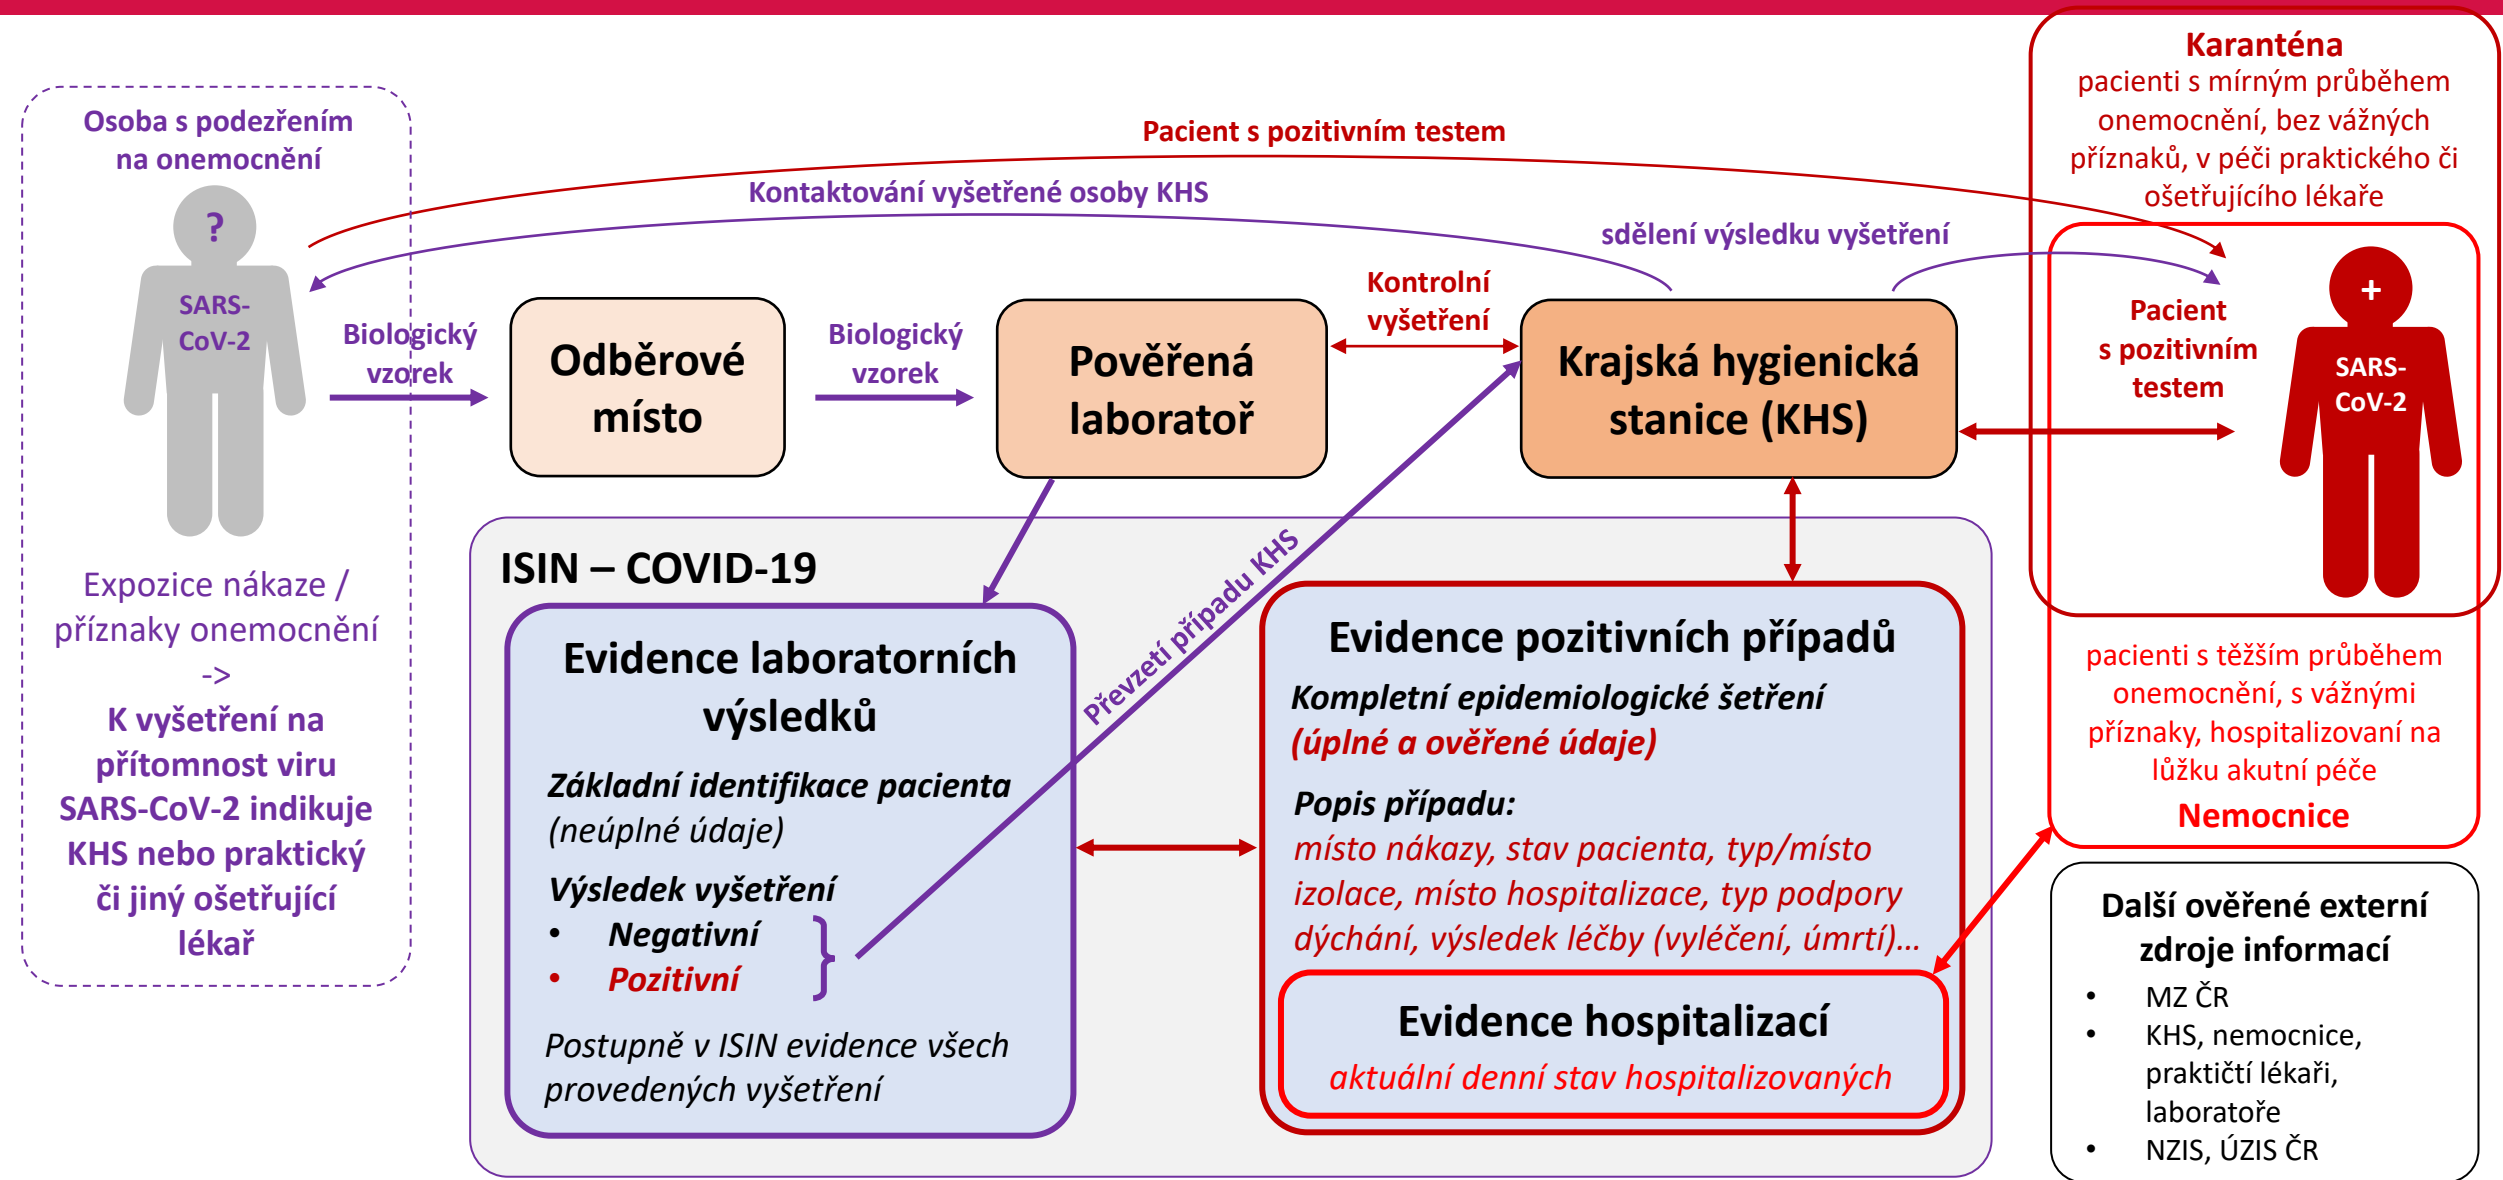 Osoba s podezřením
na onemocnění
?
SARS-
CoV-2
Expozice nákaze /
příznaky onemocnění
->
K vyšetření na
přítomnost viru
SARS-CoV-2 indikuje
KHS nebo praktický
či jiný ošetřující
lékař
Pacient s pozitivním testem
Kontaktování vyšetřené osoby KHS
sdělení výsledku vyšetření
Biologický
vzorek
Odběrové
místo
Biologický
vzorek
Pověřená
laboratoř
Kontrolní
vyšetření
Krajská hygienická
stanice (KHS)
Karanténa
pacienti s mírným průběhem
onemocnění, bez vážných
příznaků, v péči praktického či
ošetřujícího lékaře
Pacient
s pozitivním
testem
+
SARS-
CoV-2
pacienti s těžším průběhem
onemocnění, s vážnými
příznaky, hospitalizovaní na
lůžku akutní péče
Nemocnice
ISIN – COVID-19
Evidence laboratorních
výsledků
Základní identifikace pacienta
(neúplné údaje)
Výsledek vyšetření
• Negativní
• Pozitivní
Postupně v ISIN evidence všech
provedených vyšetření
Převzetí případu KHS
Evidence pozitivních případů
Kompletní epidemiologické šetření
(úplné a ověřené údaje)
Popis případu:
místo nákazy, stav pacienta, typ/místo
izolace, místo hospitalizace, typ podpory
dýchání, výsledek léčby (vyléčení, úmrtí)…
Evidence hospitalizací
aktuální denní stav hospitalizovaných
Další ověřené externí
zdroje informací
• MZ ČR
• KHS, nemocnice,
praktičtí lékaři,
laboratoře
• NZIS, ÚZIS ČR